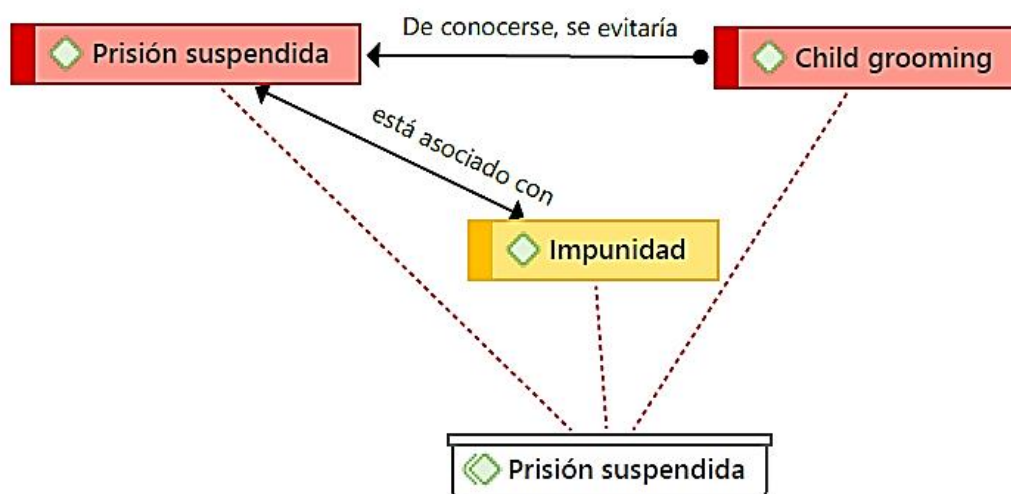 De conocerse, se evitaría
Prisión suspendida
Child grooming
está asociado con
Impunidad
Prisión suspendida